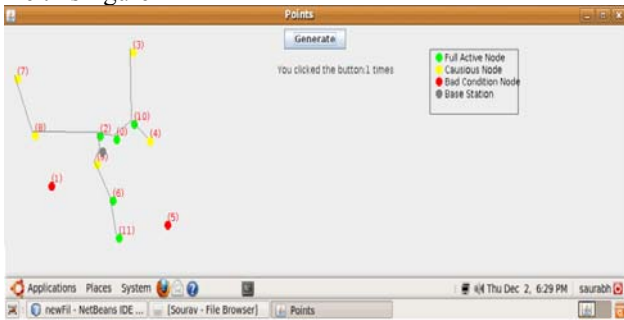 Points
Generate
You clicked the button:1 times
Full Active Node
Causious Node
Bad Condition Node
Base Station
(3)
(7)
(10)
(8)
(2)
(0)
(4)
(9)
(1)
(6)
(5)
(11)
Applications Places System
Thu Dec 2, 6:29 PM saurabh
newFil - NetBeans IDE ...
[Sourav - File Browser]
Points